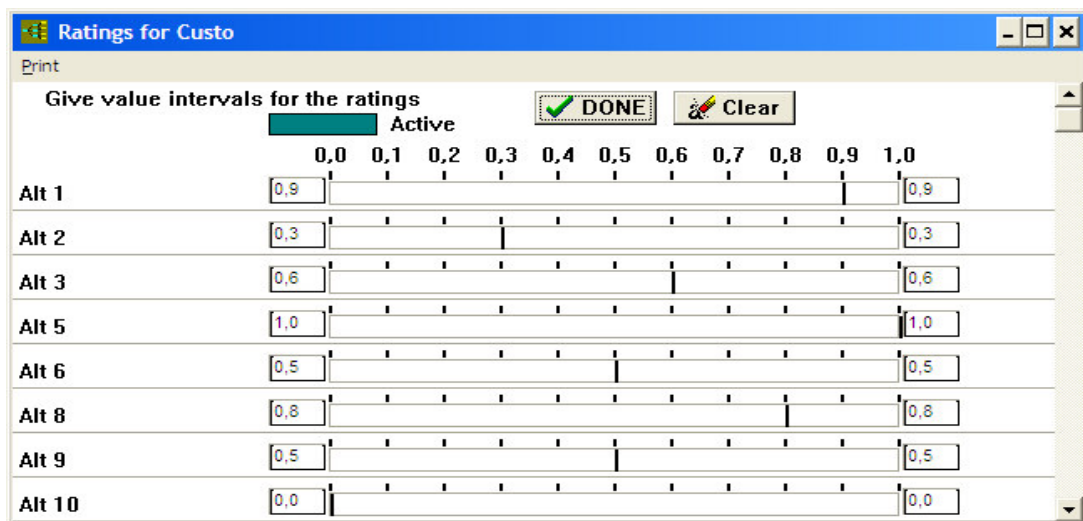 Ratings for Custo
Print
Give value intervals for the ratings
DONE
Clear
Active
0,0 0,1 0,2 0,3 0,4 0,5 0,6 0,7 0,8 0,9 1,0
Alt 1 0,9 0,9
Alt 2 0,3 0,3
Alt 3 0,6 0,6
Alt 5 1,0 1,0
Alt 6 0,5 0,5
Alt 8 0,8 0,8
Alt 9 0,5 0,5
Alt 10 0,0 0,0